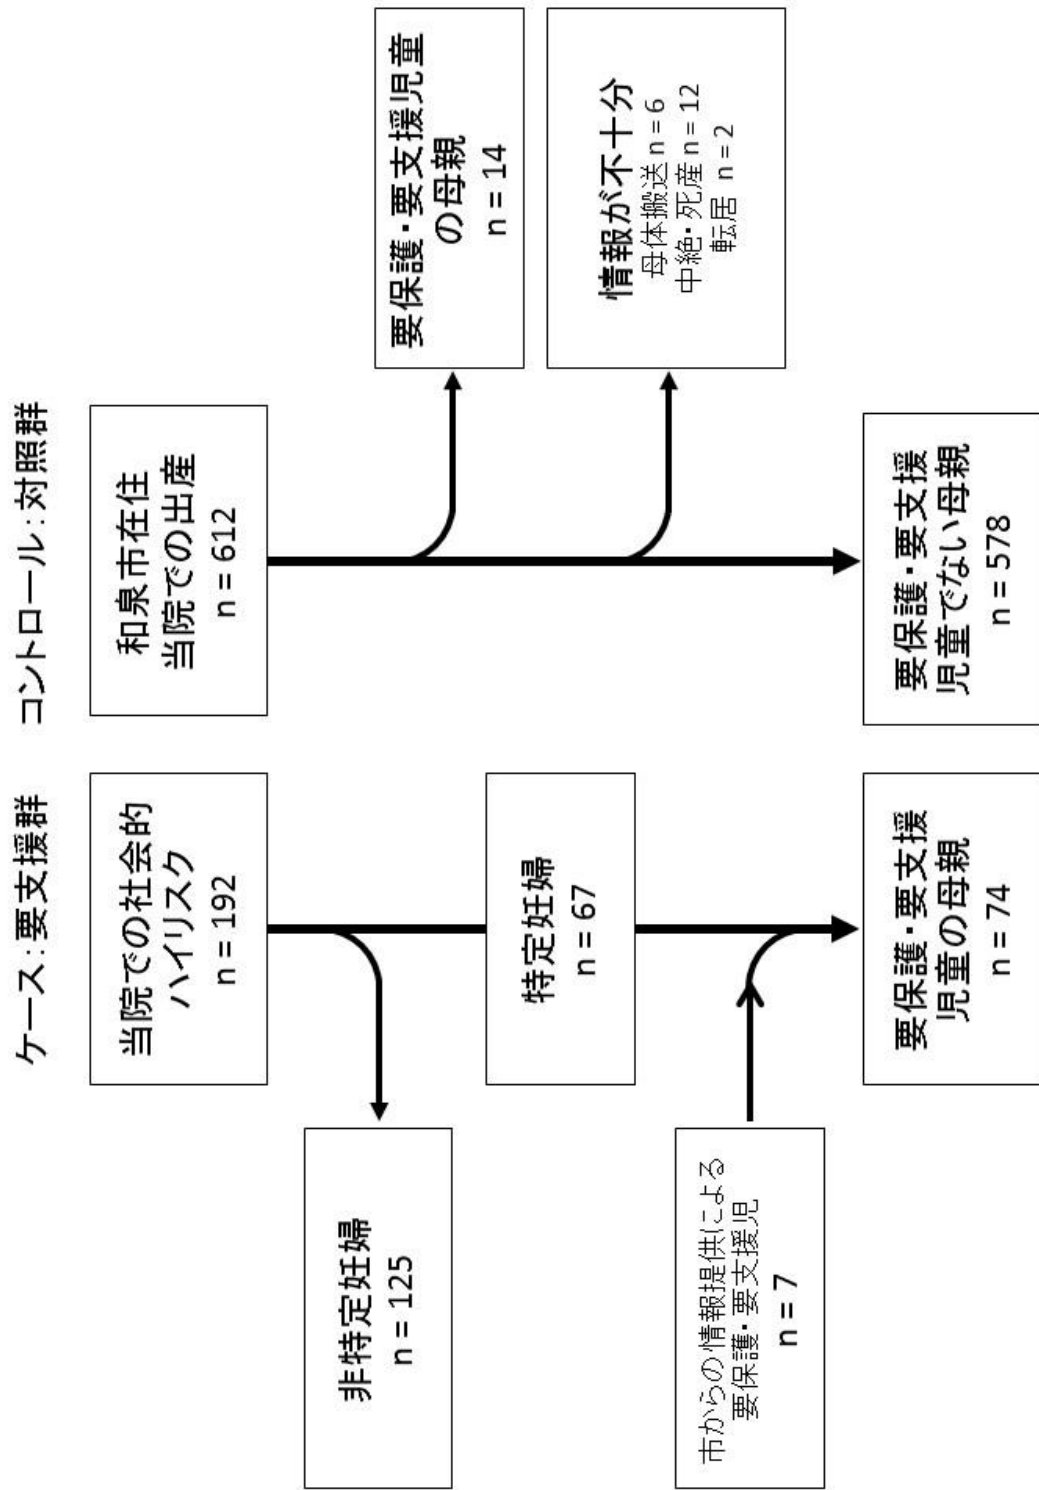 ケース:要支援群
当院での社会的
ハイリスク
n = 192
非特定妊婦
n = 125
特定妊婦
n = 67
市からの情報提供による
要保護・要支援児
n = 7
要保護・要支援
児童の母親
n = 74
コントロール:対照群
和泉市在住
当院での出産
n = 612
要保護・要支援児童
の母親
n = 14
情報が不十分
母体搬送 n = 6
中絶・死産 n = 12
転居 n = 2
要保護・要支援
児童でない母親
n = 578